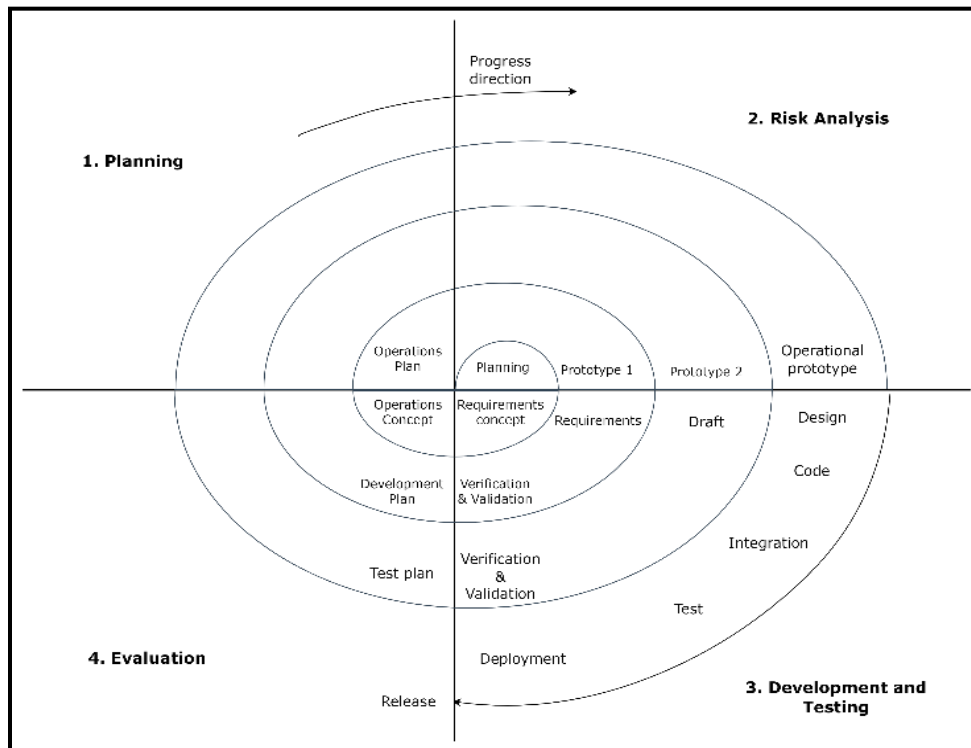 Progress
direction
2. Risk Analysis
1. Planning
Operations
Plan
Planning
Prototype 1
Prototype 2
Operational
prototype
Operations
Concept
Requirements
concept
Requirements
Draft
Design
Code
Development
Plan
Verification
& Validation
Integration
Test plan
Verification
&
Validation
Test
4. Evaluation
Deployment
3. Development and
Testing
Release